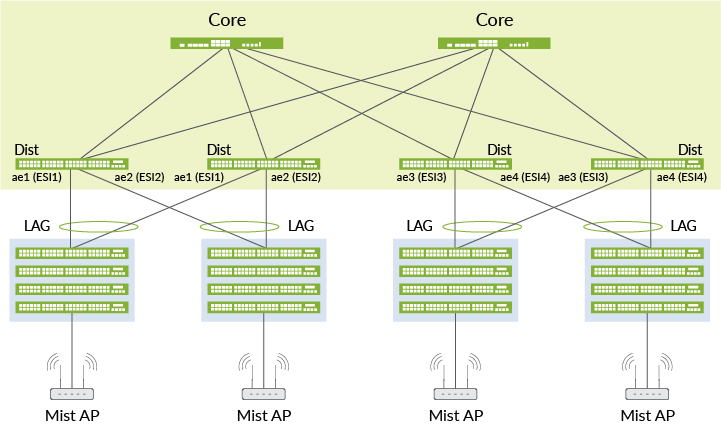 Core Core
Dist Dist Dist Dist
ae1 (ESI1) ae2 (ESI2) ae1 (ESI1) ae2 (ESI2) ae3 (ESI3) ae4 (ESI4) ae3 (ESI3) ae4 (ESI4)
LAG LAG LAG LAG
Mist AP Mist AP Mist AP Mist AP